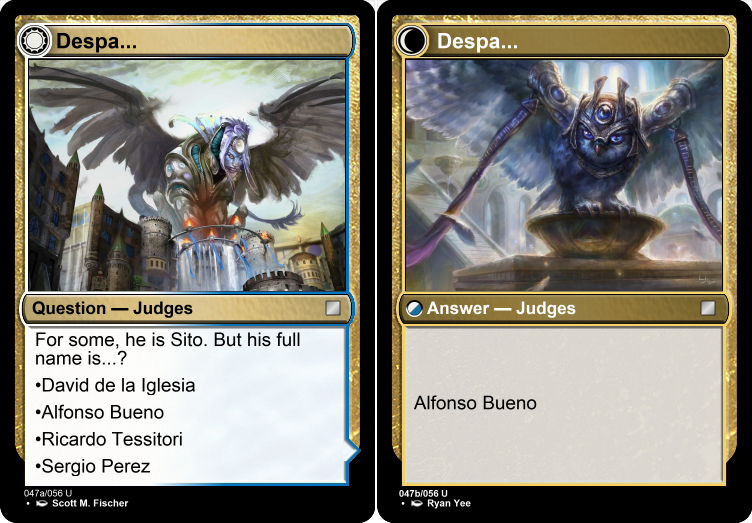 Despa...
Question — Judges
For some, he is Sito. But his full
name is...?
•David de la Iglesia
•Alfonso Bueno
•Ricardo Tessitori
•Sergio Perez
047a/056 U
• Scott M. Fischer
Despa...
Answer — Judges
Alfonso Bueno
047b/056 U
• Ryan Yee